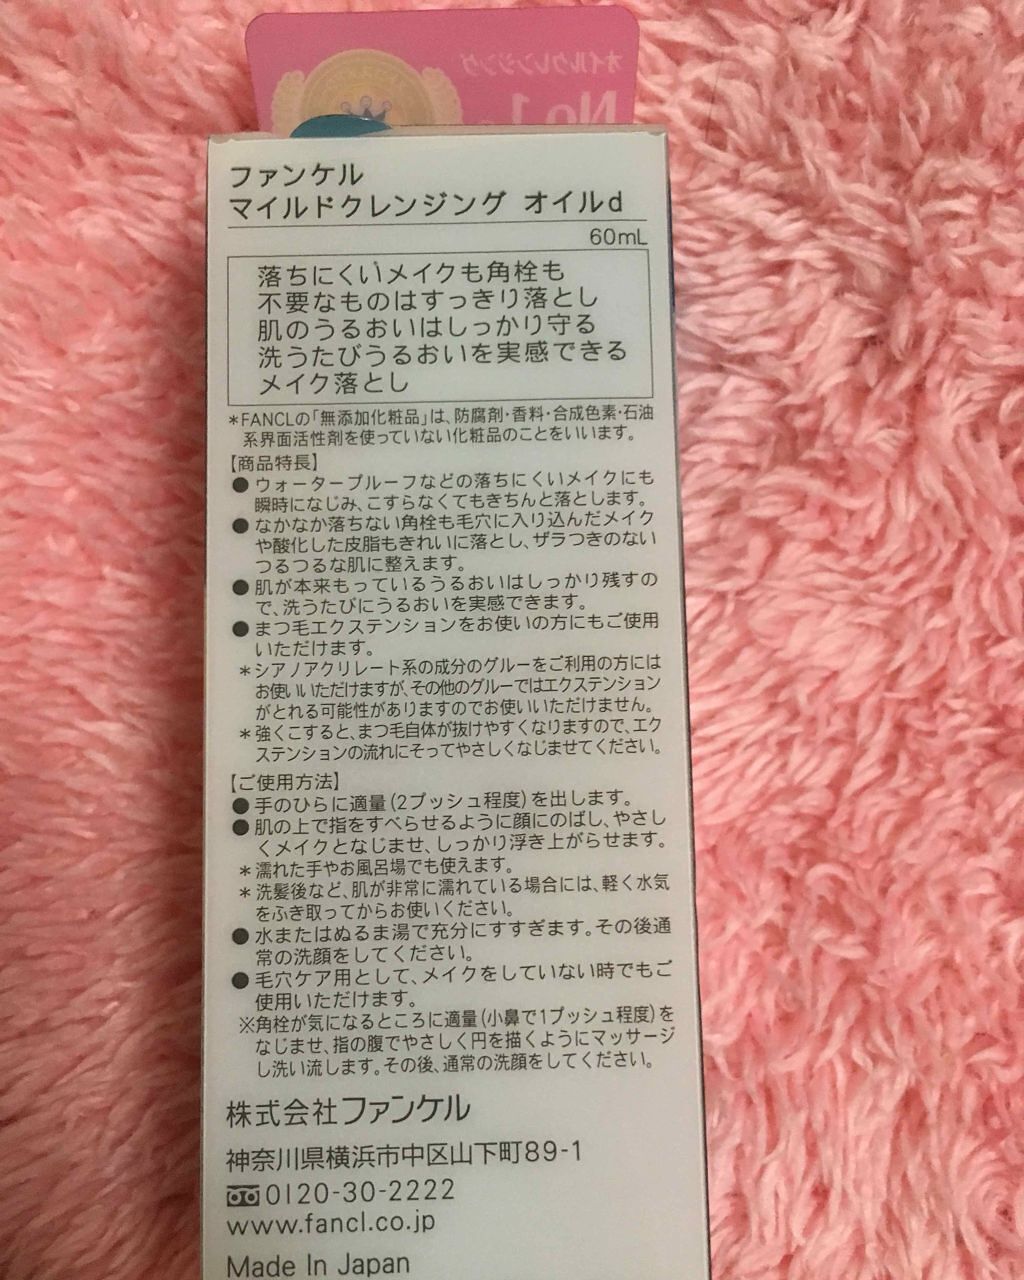 オイルクレンジング
No.1
ファンケル
マイルドクレンジング オイルd
60mL
落ちにくいメイクも角栓も
不要なものはすっきり落とし
肌のうるおいはしっかり守る
洗うたびうるおいを実感できる
メイク落とし
＊FANCLの「無添加化粧品」は、防腐剤・香料・合成色素・石油
系界面活性剤を使っていない化粧品のことをいいます。
【商品特長】
●ウォータープルーフなどの落ちにくいメイクにも
瞬時になじみ、こすらなくてもきちんと落とします。
●なかなか落ちない角栓も毛穴に入り込んだメイク
や酸化した皮脂もきれいに落とし、ザラつきのない
つるつるな肌に整えます。
●肌が本来もっているうるおいはしっかり残すの
で、洗うたびにうるおいを実感できます。
●まつ毛エクステンションをお使いの方にもご使用
いただけます。
＊シアノアクリレート系の成分のグルーをご利用の方には
お使いいただけますが、その他のグルーではエクステンション
がとれる可能性がありますのでお使いいただけません。
＊強くこすると、まつ毛自体が抜けやすくなりますので、エク
ステンションの流れにそってやさしくなじませてください。
【ご使用方法】
●手のひらに適量(2プッシュ程度)を出します。
●肌の上で指をすべらせるように顔にのばし、やさし
くメイクとなじませ、しっかり浮き上がらせます。
＊濡れた手やお風呂場でも使えます。
＊洗髪後など、肌が非常に濡れている場合には、軽く水気
をふき取ってからお使いください。
●水またはぬるま湯で充分にすすぎます。その後通
常の洗顔をしてください。
●毛穴ケア用として、メイクをしていない時でもご
使用いただけます。
※角栓が気になるところに適量(小鼻で1プッシュ程度)を
なじませ、指の腹でやさしく円を描くようにマッサージ
し洗い流します。その後、通常の洗顔をしてください。
株式会社ファンケル
神奈川県横浜市中区山下町89-1
0120-30-2222
www.fancl.co.jp
Made In Japan